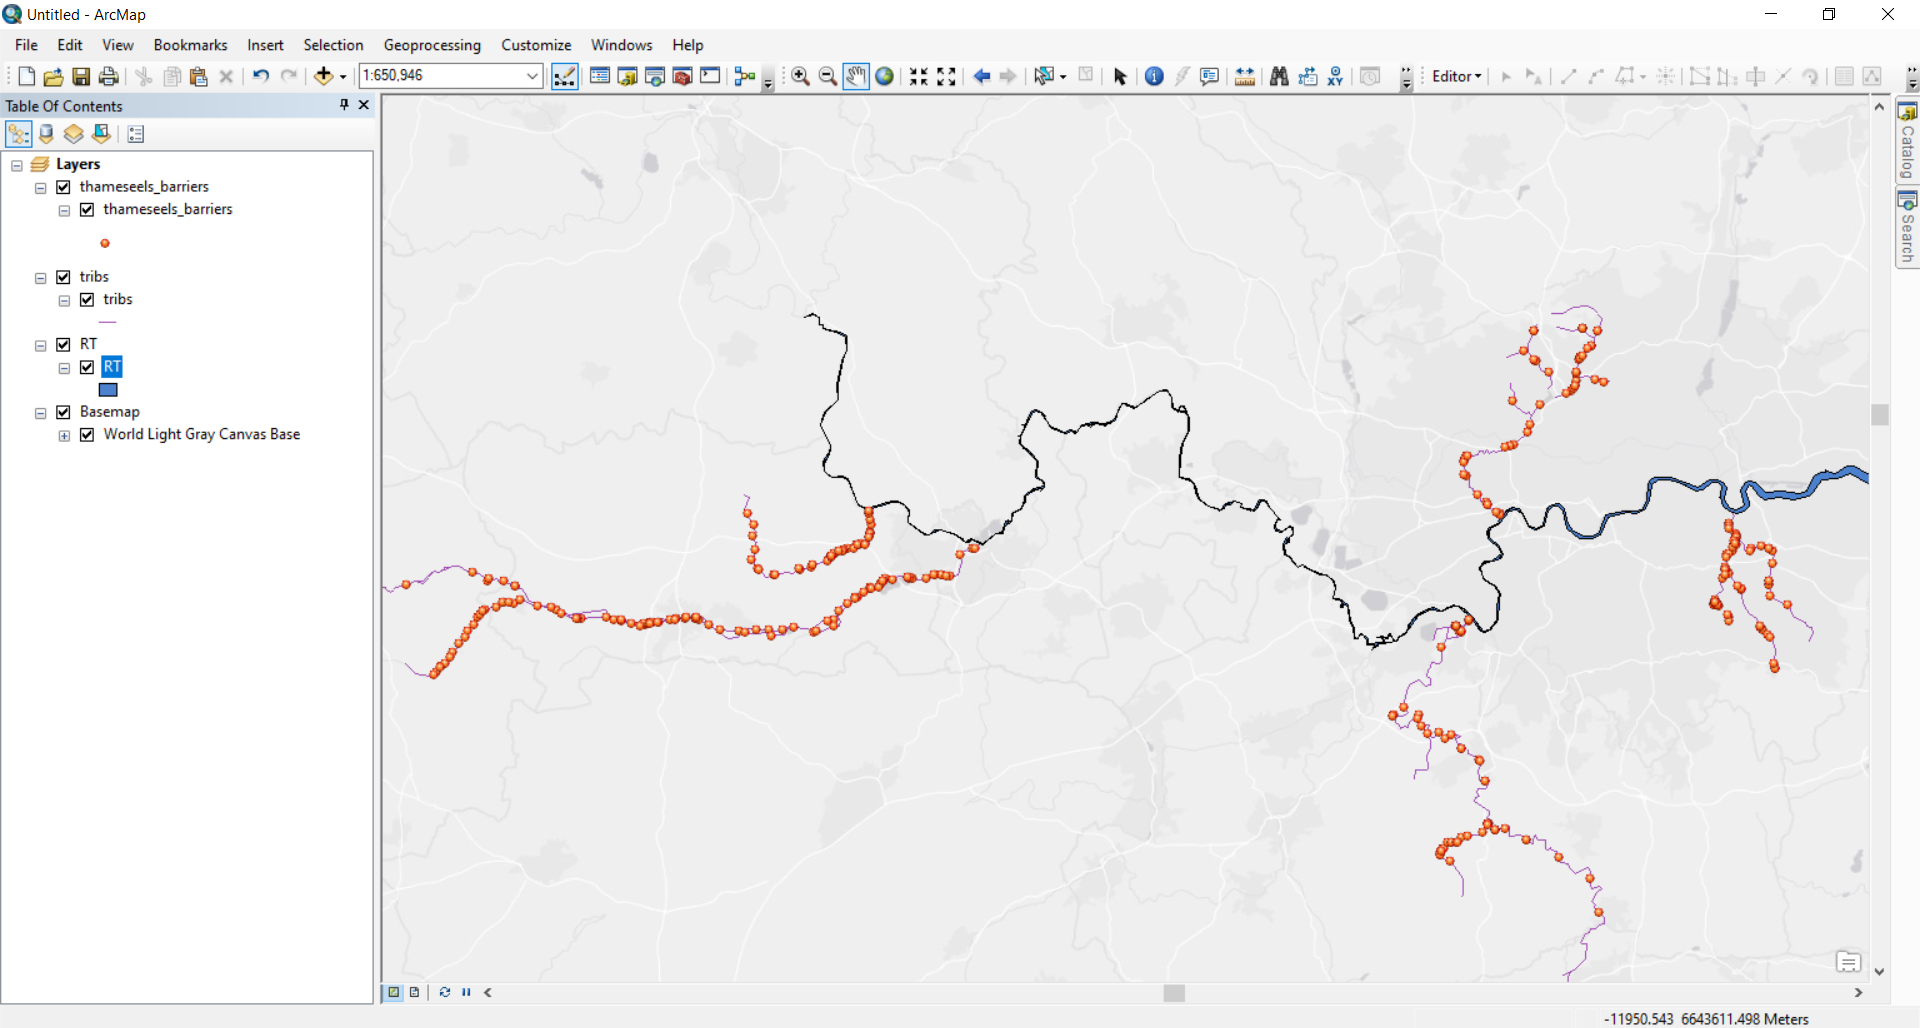 Untitled - ArcMap
File Edit View Bookmarks Insert Selection Geoprocessing Customize Windows Help
1:650,946
XY
Editor
Table Of Contents
Layers
thameseels_barriers
thameseels_barriers
tribs
tribs
RT
RT
Basemap
World Light Gray Canvas Base
Catalog
Search
-11950.543 6643611.498 Meters